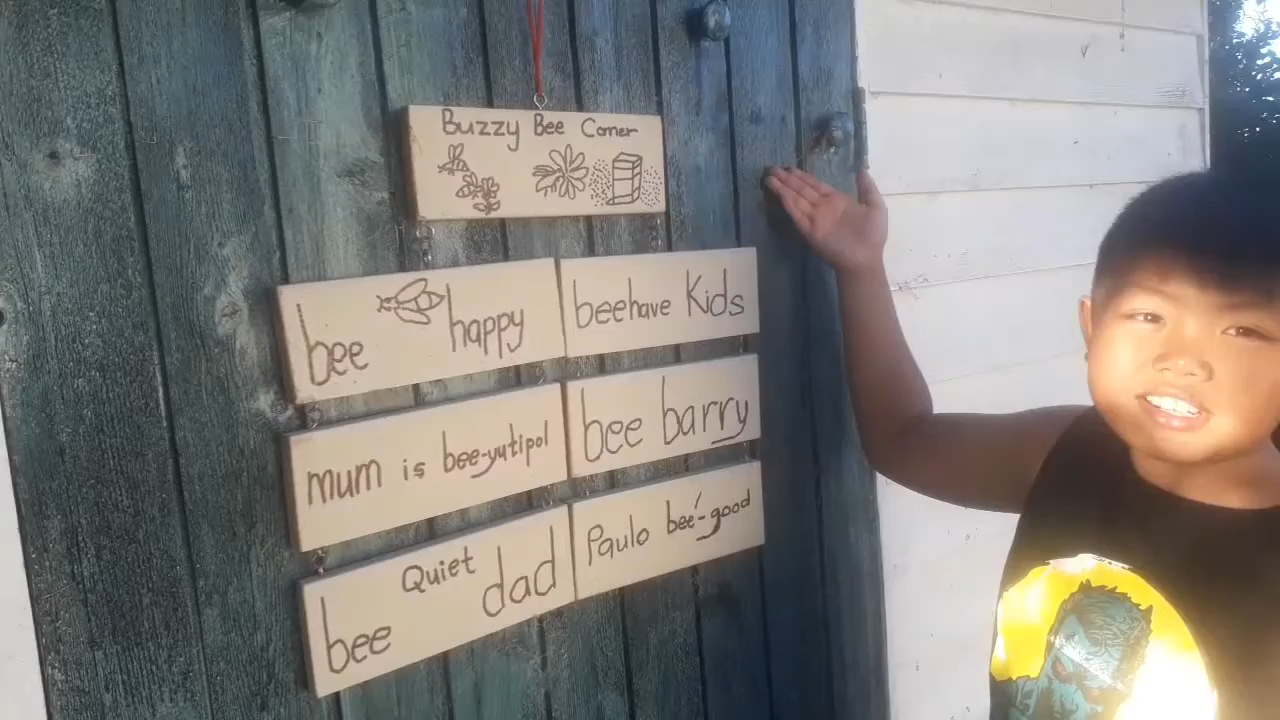 Buzzy Bee Corner
bee happy
beehave Kids
mum is bee-yutipol
bee barry
bee Quiet dad
Paulo bee-good